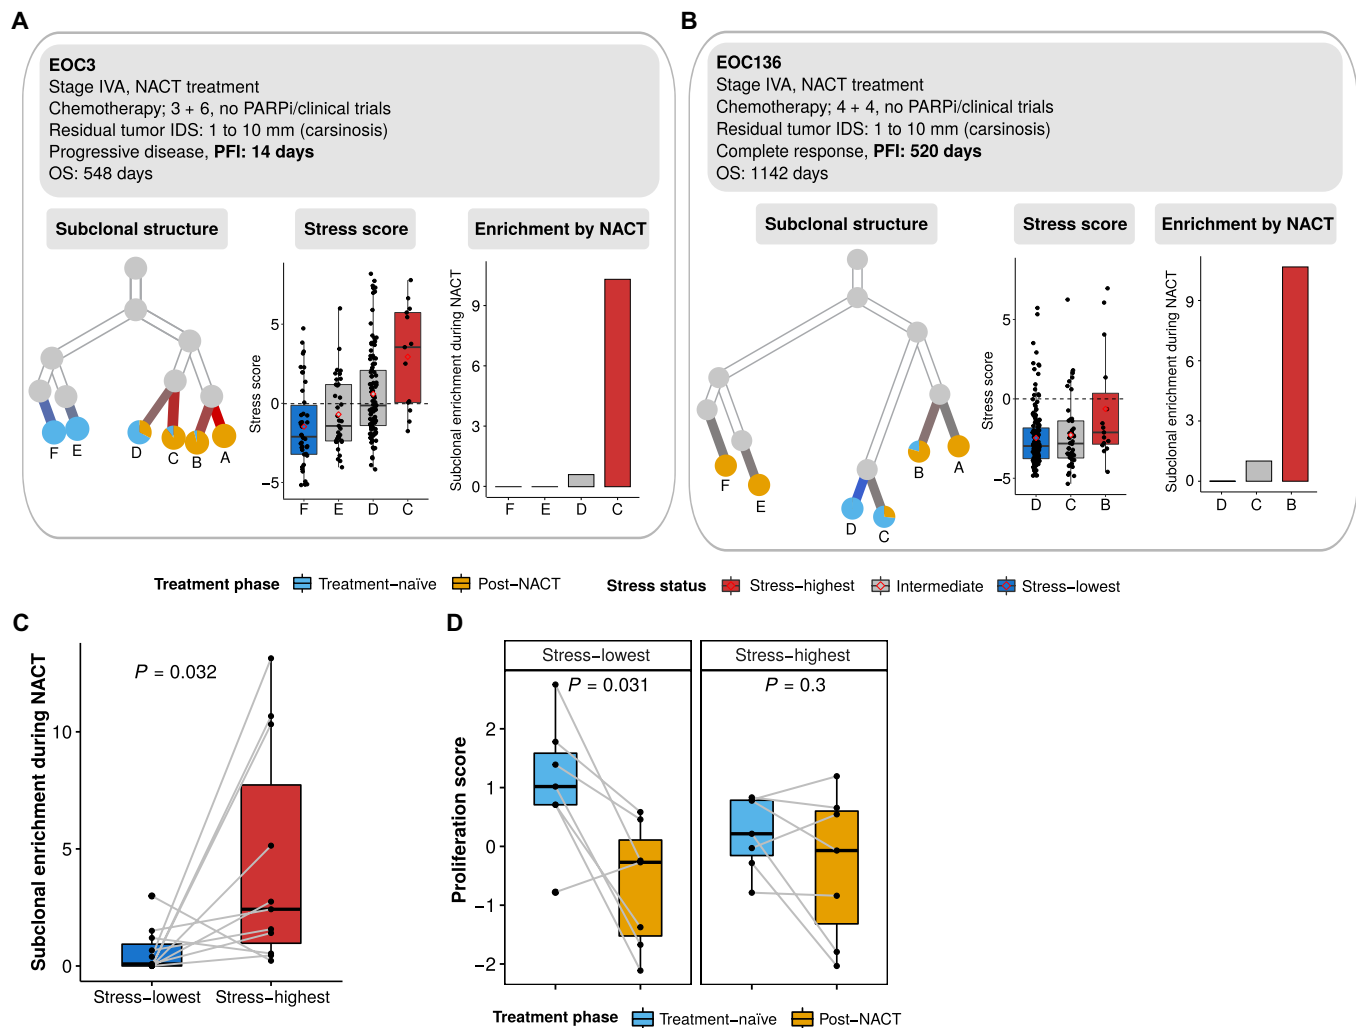 A
EOC3
Stage IVA, NACT treatment
Chemotherapy; 3 + 6, no PARPi/clinical trials
Residual tumor IDS: 1 to 10 mm (carsinosis)
Progressive disease, PFI: 14 days
OS: 548 days
Subclonal structure
Stress score
Enrichment by NACT
F
E
D
C
B
A
Stress score
5
0
−5
F E D C
Subclonal enrichment during NACT
9
6
3
0
F E D C
B
EOC136
Stage IVA, NACT treatment
Chemotherapy; 4 + 4, no PARPi/clinical trials
Residual tumor IDS: 1 to 10 mm (carsinosis)
Complete response, PFI: 520 days
OS: 1142 days
Subclonal structure
Stress score
Enrichment by NACT
F
E
D
C
B
A
Stress score
5
0
−5
D C B
Subclonal enrichment during NACT
9
6
3
0
D C B
Treatment phase Treatment−naïve Post−NACT
Stress status Stress−highest Intermediate Stress−lowest
C
Subclonal enrichment during NACT
P = 0.032
10
5
0
Stress−lowest Stress−highest
D
Proliferation score
Stress−lowest Stress−highest
P = 0.031 P = 0.3
2
1
0
−1
−2
Treatment phase Treatment−naïve Post−NACT